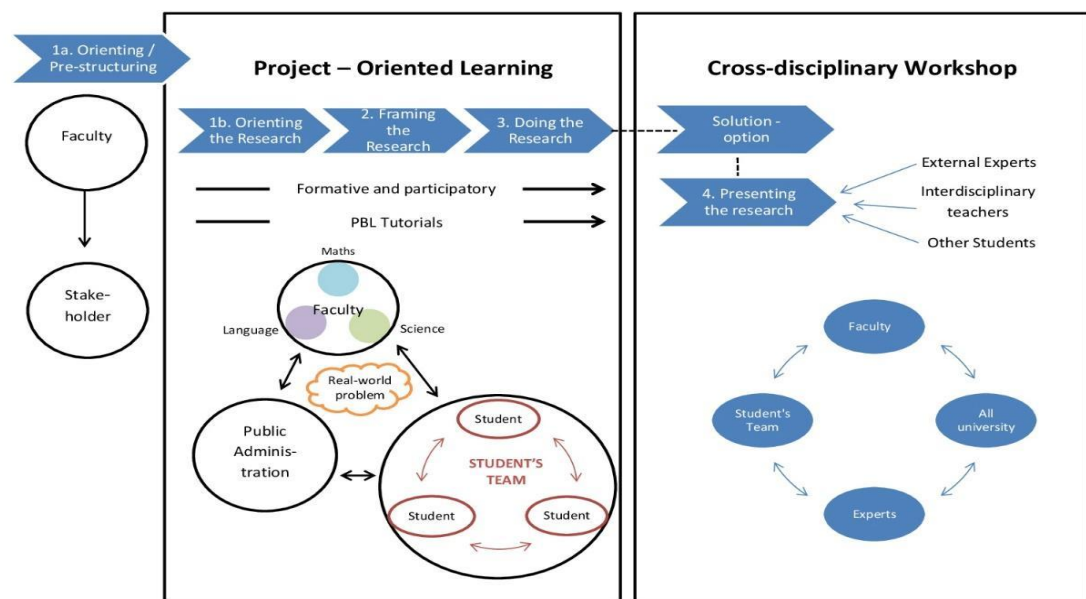 1a. Orienting /
Pre-structuring
Faculty
Stake-
holder
Project – Oriented Learning
1b. Orienting
the Research
2. Framing
the
Research
3. Doing the
Research
Formative and participatory
PBL Tutorials
Maths
Faculty
Language
Science
Real-world
problem
Public
Adminis-
tration
Student
STUDENT'S
TEAM
Student
Student
Cross-disciplinary Workshop
Solution -
option
4. Presenting
the research
External Experts
Interdisciplinary
teachers
Other Students
Faculty
Student's
Team
All
university
Experts